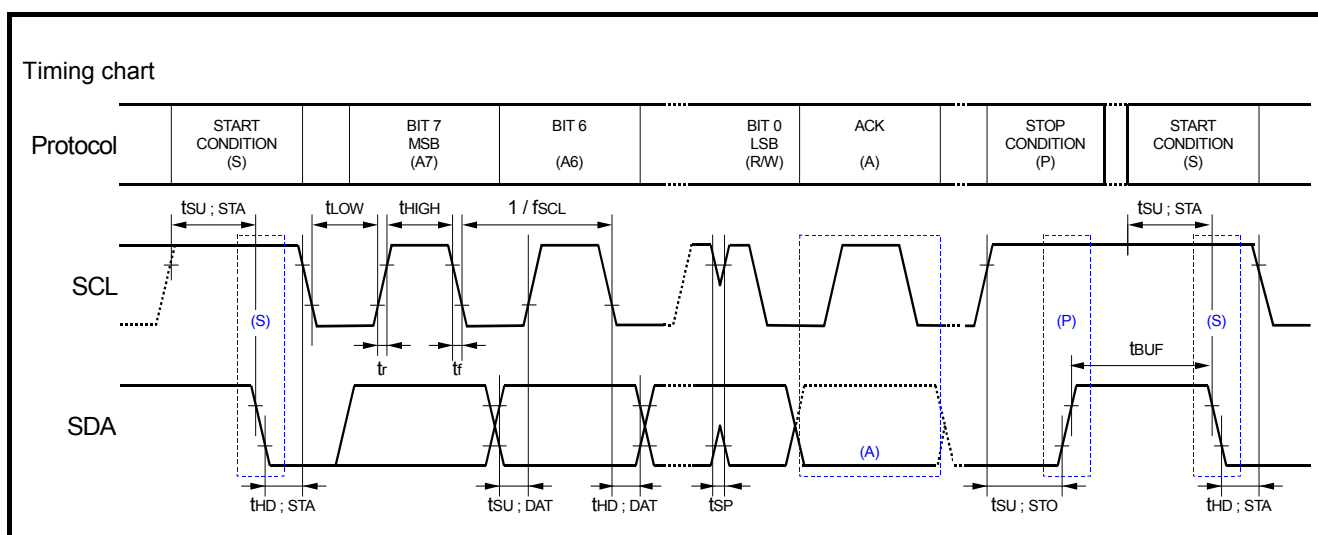 Timing chart
Protocol
START
CONDITION
(S)
BIT 7
MSB
(A7)
BIT 6
(A6)
BIT 0
LSB
(R/W)
ACK
(A)
STOP
CONDITION
(P)
START
CONDITION
(S)
tSU ; STA
tLOW
tHIGH
1 / fSCL
tSU ; STA
SCL
(S)
(P)
(S)
tr
tf
tBUF
SDA
(A)
tHD ; STA
tSU ; DAT
tHD ; DAT
tSP
tSU ; STO
tHD ; STA